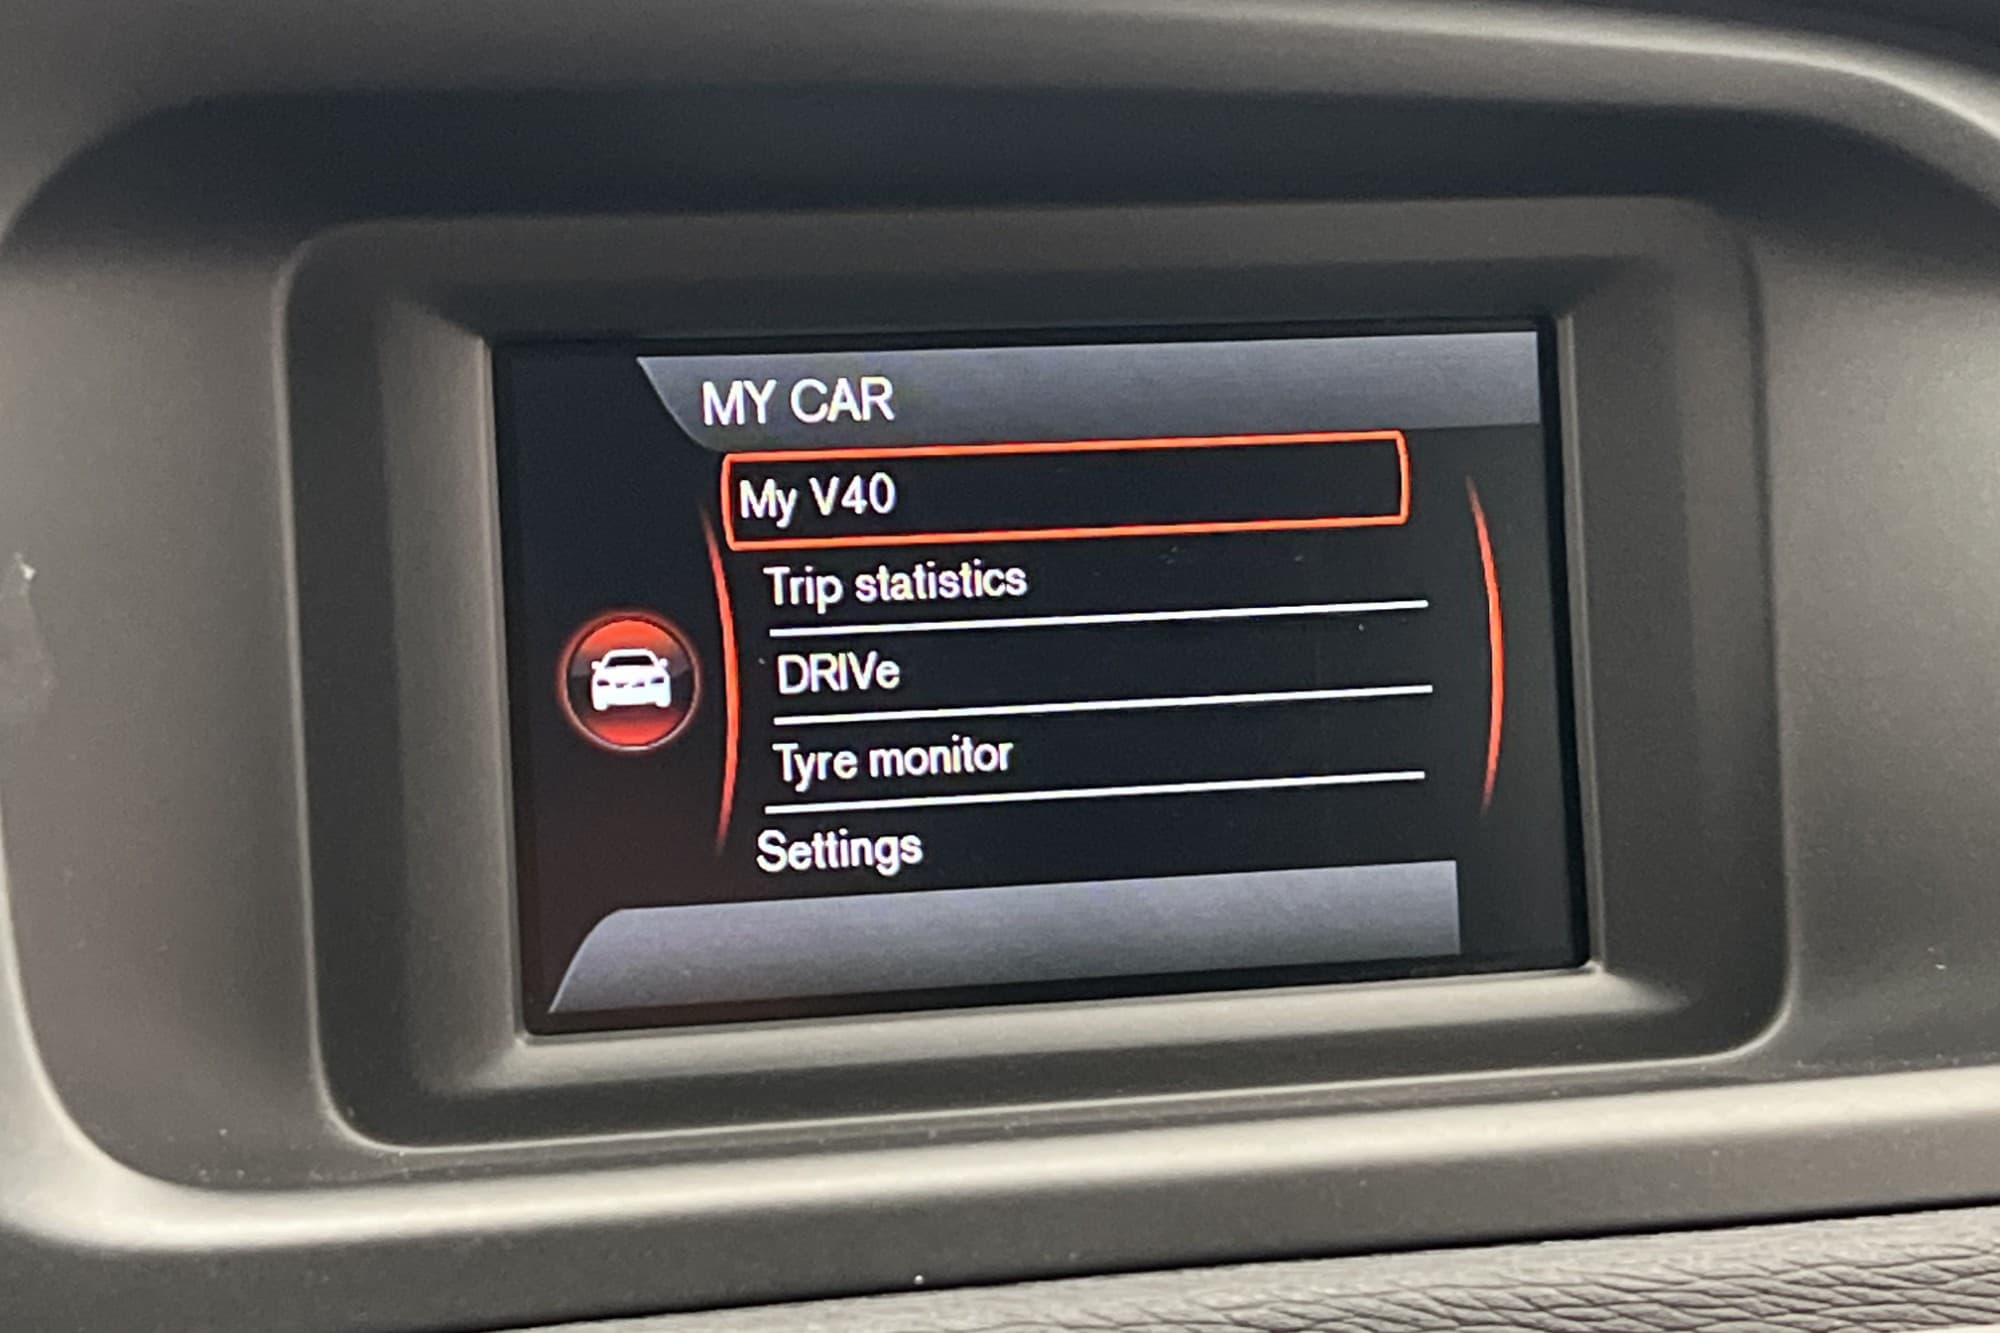 MY CAR
My V40
Trip statistics
DRIVe
Tyre monitor
Settings